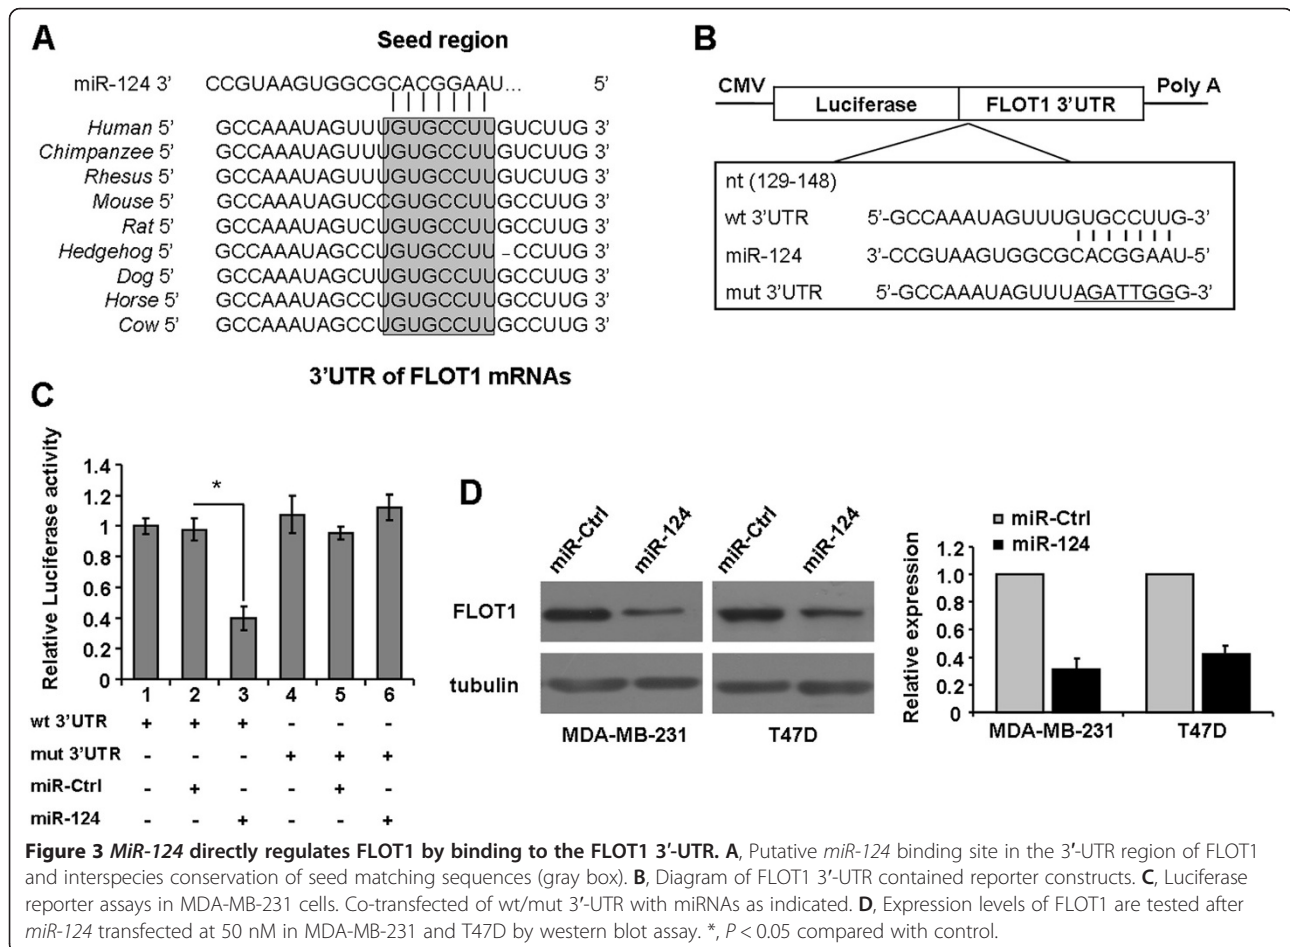 A
Seed region
miR-124 3' CCGUAAGUGGCGCACGGAAU... 5'
Human 5' GCCAAAUAGUUUGUGCCUUGUCUUG 3'
Chimpanzee 5' GCCAAAUAGUUUGUGCCUUGUCUUG 3'
Rhesus 5' GCCAAAUAGUUUGUGCCUUGUCUUG 3'
Mouse 5' GCCAAAUAGUCCGUGCCUUGCCUUG 3'
Rat 5' GCCAAAUAGUCUGUGCCUUGCCUUG 3'
Hedgehog 5' GCCAAAUAGCCUGUGCCUU -CCUUG 3'
Dog 5' GCCAAAUAGCUUGUGCCUUGCCUUG 3'
Horse 5' GCCAAAUAGCCUGUGCCUUGCCUUG 3'
Cow 5' GCCAAAUAGCCUGUGCCUUGCCUUG 3'
3'UTR of FLOT1 mRNAs
B
CMV Luciferase FLOT1 3'UTR Poly A
nt (129-148)
wt 3'UTR 5'-GCCAAAUAGUUUGUGCCUUG-3'
miR-124 3'-CCGUAAGUGGCGCACGGAAU-5'
mut 3'UTR 5'-GCCAAAUAGUUUAGATTGGG-3'
C
Relative Luciferase activity
1.4
1.2
1
0.8
0.6
0.4
0.2
0
*
1 2 3 4 5 6
wt 3'UTR + + + - - -
mut 3'UTR - - - + + +
miR-Ctrl - + - - + -
miR-124 - - + - - +
D
miR-Ctrl miR-124 miR-Ctrl miR-124
FLOT1
tubulin
MDA-MB-231 T47D
miR-Ctrl
miR-124
Relative expression
1.2
1.0
0.8
0.6
0.4
0.2
0
MDA-MB-231 T47D
Figure 3 MiR-124 directly regulates FLOT1 by binding to the FLOT1 3′-UTR. A, Putative miR-124 binding site in the 3′-UTR region of FLOT1
and interspecies conservation of seed matching sequences (gray box). B, Diagram of FLOT1 3′-UTR contained reporter constructs. C, Luciferase
reporter assays in MDA-MB-231 cells. Co-transfected of wt/mut 3′-UTR with miRNAs as indicated. D, Expression levels of FLOT1 are tested after
miR-124 transfected at 50 nM in MDA-MB-231 and T47D by western blot assay. *, P < 0.05 compared with control.